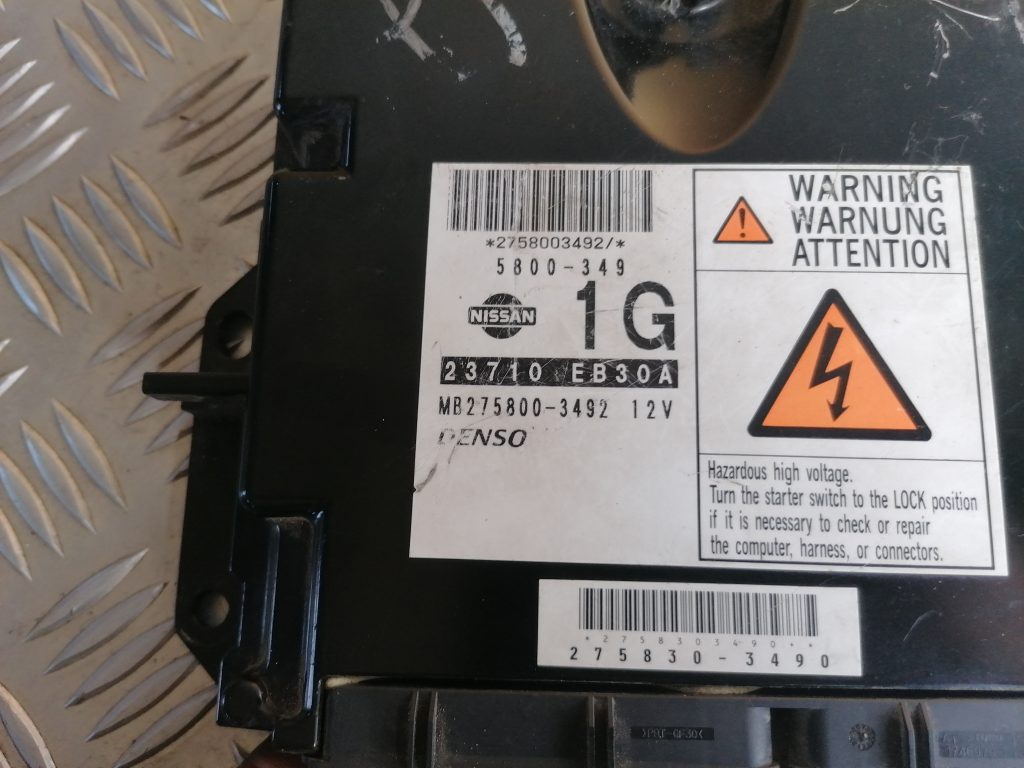 *2758003492/*
5800-349
NISSAN
1G
23710 EB30A
MB275800-3492 12V
DENSO
WARNING
WARNUNG
ATTENTION
Hazardous high voltage.
Turn the starter switch to the LOCK position
if it is necessary to check or repair
the computer, harness, or connectors.
*2758303490+*
275830-3490